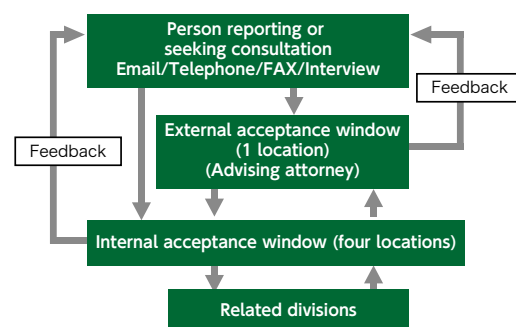 Person reporting or
seeking consultation
Email/Telephone/FAX/Interview
Feedback
External acceptance window
(1 location)
(Advising attorney)
Feedback
Internal acceptance window (four locations)
Related divisions